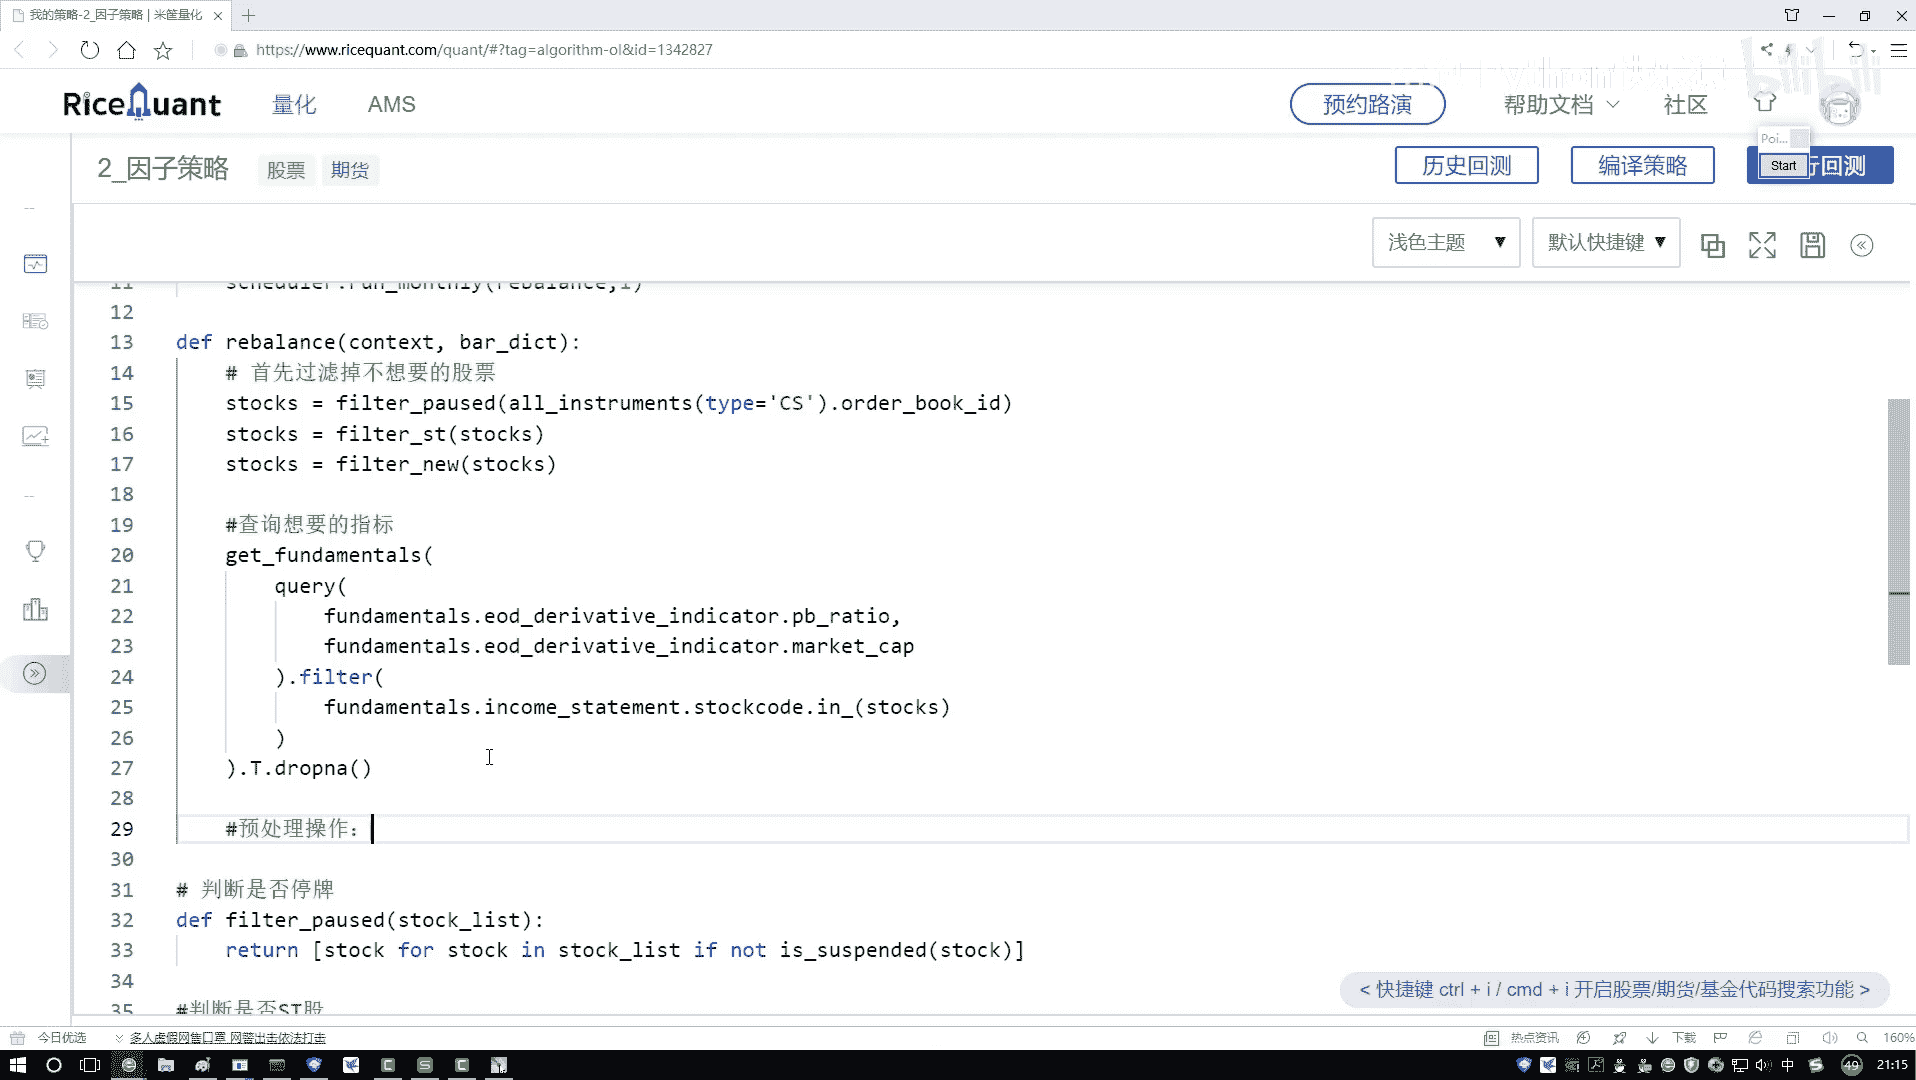 我的策略-2_因子策略 | 米筐量化
https://www.ricequant.com/quant/#?tag=algorithm-ol&id=1342827
RiceQuant 量化 AMS 预约路演 帮助文档 社区
Poi...
2_因子策略 股票 期货 历史回测 编译策略 Start 行回测
浅色主题 默认快捷键
11 scheduler.run_monthly(rebalance,1)
12
13 def rebalance(context, bar_dict):
14 # 首先过滤掉不想要的股票
15 stocks = filter_paused(all_instruments(type='CS').order_book_id)
16 stocks = filter_st(stocks)
17 stocks = filter_new(stocks)
18
19 #查询想要的指标
20 get_fundamentals(
21 query(
22 fundamentals.eod_derivative_indicator.pb_ratio,
23 fundamentals.eod_derivative_indicator.market_cap
24 ).filter(
25 fundamentals.income_statement.stockcode.in_(stocks)
26 )
27 ).T.dropna()
28
29 #预处理操作：
30
31 # 判断是否停牌
32 def filter_paused(stock_list):
33 return [stock for stock in stock_list if not is_suspended(stock)]
34
35 #判断是否ST股
< 快捷键 ctrl + i / cmd + i 开启股票/期货/基金代码搜索功能 >
今日优选 多人虚假网售口罩 网警出击依法打击 热点资讯 下载 160%
中 49 21:15